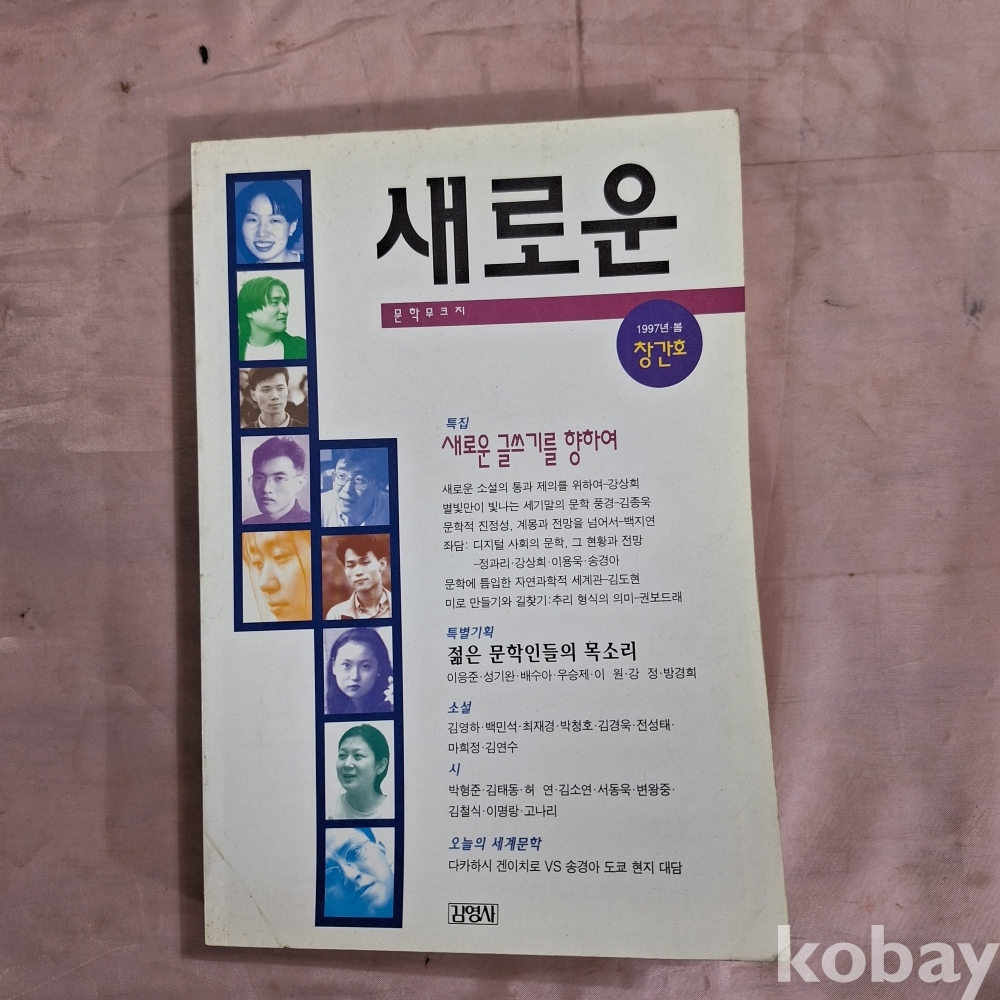 새로운
문학무크지
1997년·봄
창간호
특집
새로운 글쓰기를 향하여
새로운 소설의 통과 제의를 위하여-강상희
별빛만이 빛나는 세기말의 문학 풍경-김종욱
문학적 진정성, 계몽과 전망을 넘어서-백지연
좌담: 디지털 사회의 문학, 그 현황과 전망
-정과리·강상희·이용욱·송경아
문학에 틈입한 자연과학적 세계관-김도현
미로 만들기와 길찾기:추리 형식의 의미-권보드래
특별기획
젊은 문학인들의 목소리
이응준·성기완·배수아·우승제·이 원·강 정·방경희
소설
김영하·백민석·최재경·박청호·김경욱·전성태·
마희정·김연수
시
박형준·김태동·허 연·김소연·서동욱·변왕중·
김철식·이명랑·고나리
오늘의 세계문학
다카하시 겐이치로 VS 송경아 도쿄 현지 대담
김영사
kobay